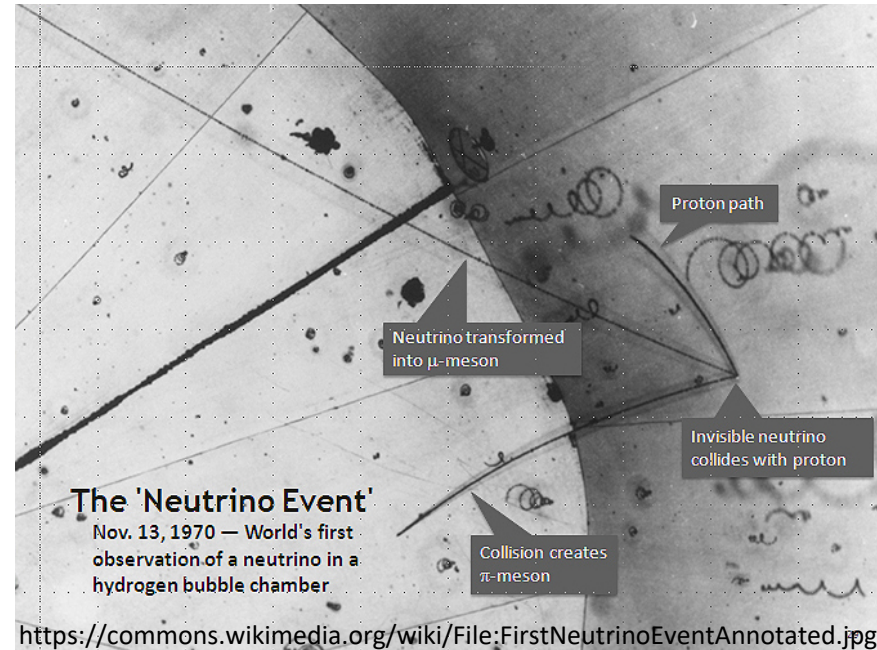 Proton path
Neutrino transformed
into μ-meson
Invisible neutrino
collides with proton
The 'Neutrino Event'
Nov. 13, 1970 — World's first
observation of a neutrino in a
hydrogen bubble chamber
Collision creates
π-meson
https://commons.wikimedia.org/wiki/File:FirstNeutrinoEventAnnotated.jpg